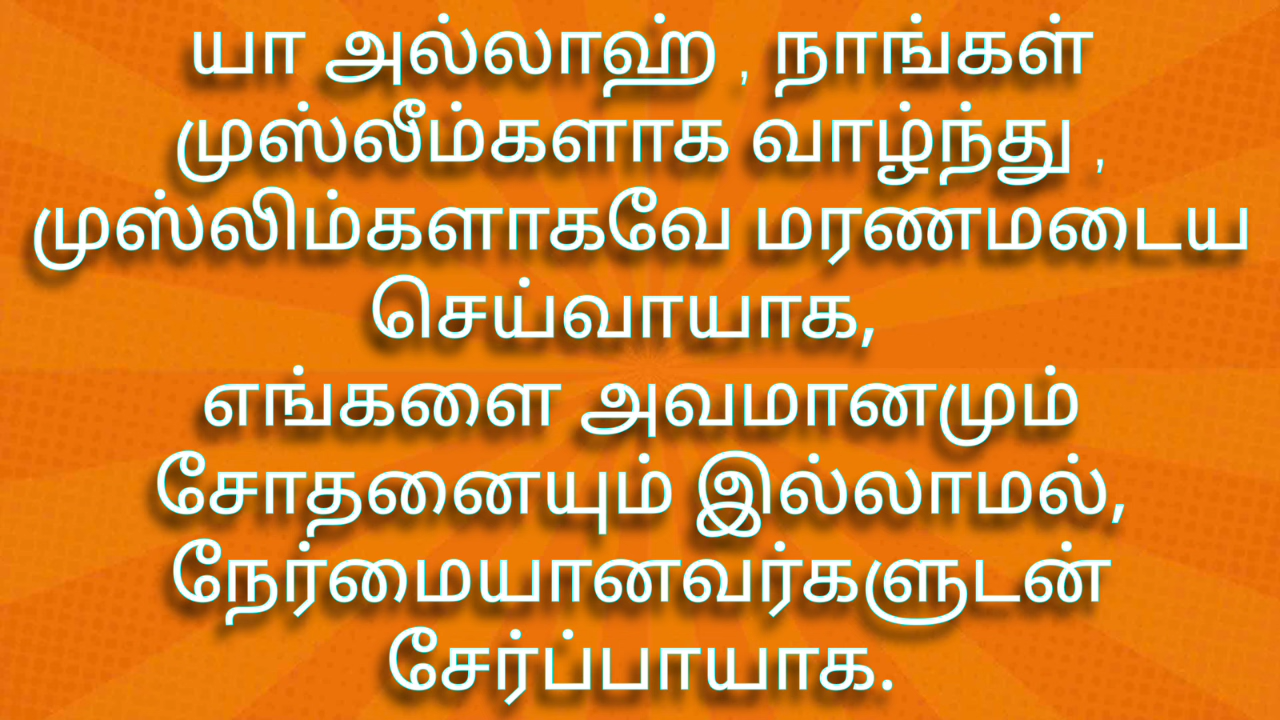 யா அல்லாஹ் , நாங்கள்
முஸ்லீம்களாக வாழ்ந்து ,
முஸ்லிம்களாகவே மரணமடைய
செய்வாயாக,
எங்களை அவமானமும்
சோதனையும் இல்லாமல்,
நேர்மையானவர்களுடன்
சேர்ப்பாயாக.